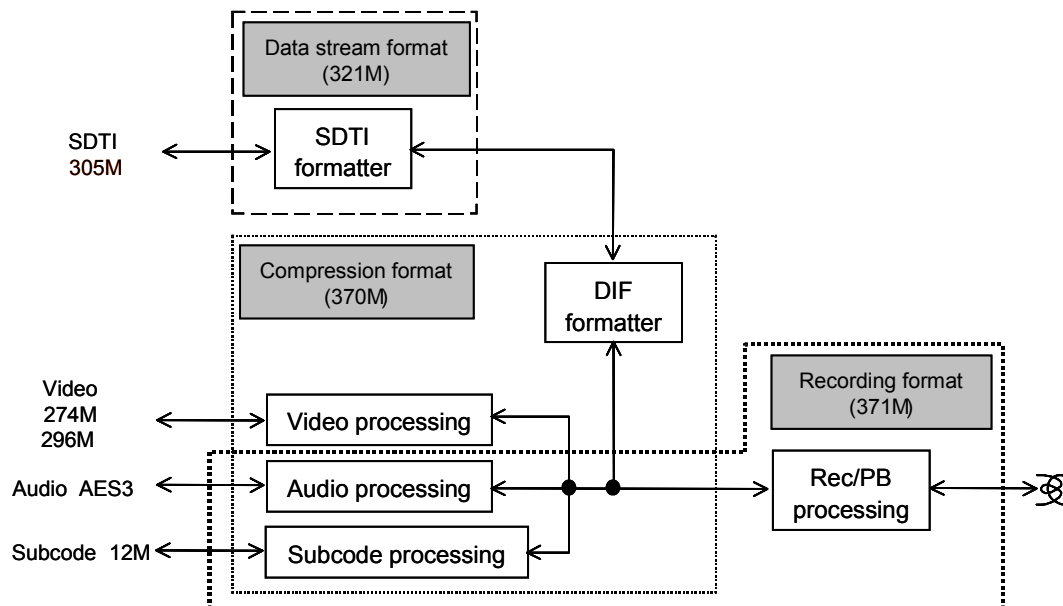 Data stream format
(321M)
SDTI
305M
SDTI
formatter
Compression format
(370M)
DIF
formatter
Recording format
(371M)
Video
274M
296M
Video processing
Audio AES3
Audio processing
Rec/PB
processing
Subcode 12M
Subcode processing